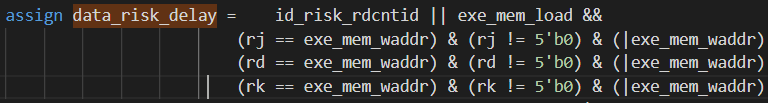 assign data_risk_delay =    id_risk_rdcntid || exe_mem_load &&
(rj == exe_mem_waddr) & (rj != 5'b0) & (|exe_mem_waddr)
(rd == exe_mem_waddr) & (rd != 5'b0) & (|exe_mem_waddr)
(rk == exe_mem_waddr) & (rk != 5'b0) & (|exe_mem_waddr)